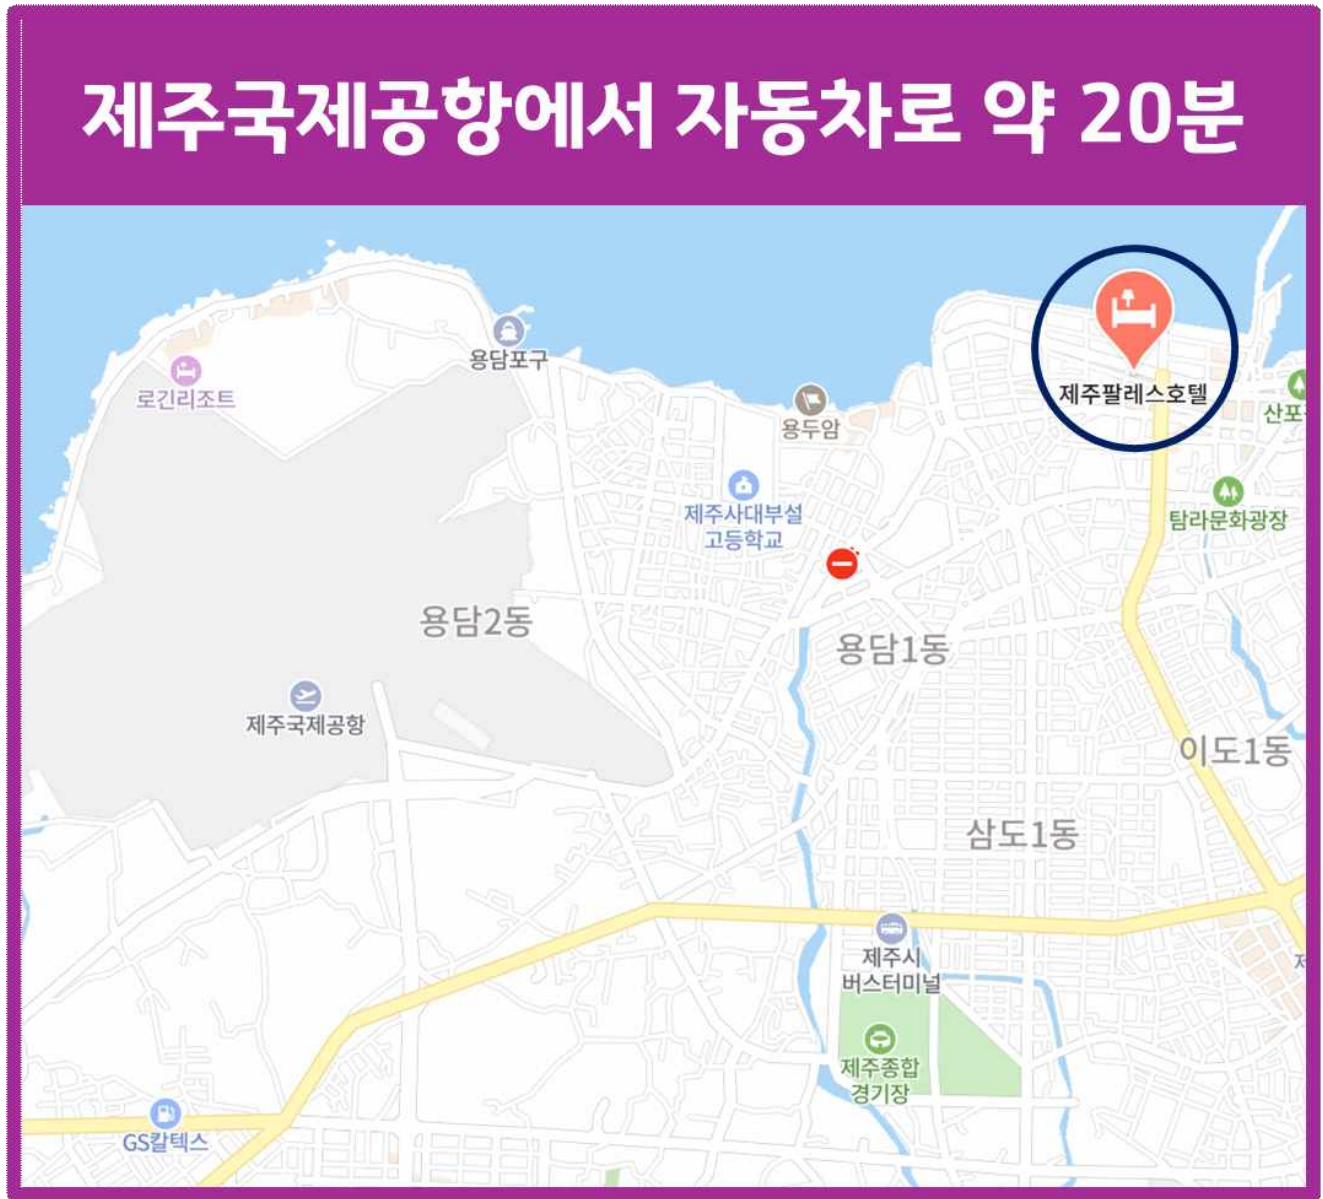 제주국제공항에서 자동차로 약 20분
용담포구
로긴리조트
제주팔레스호텔
용두암
제주사대부설
고등학교
탐라문화광장
용담2동
용담1동
제주국제공항
이도1동
삼도1동
제주시
버스터미널
제주종합
경기장
GS칼텍스